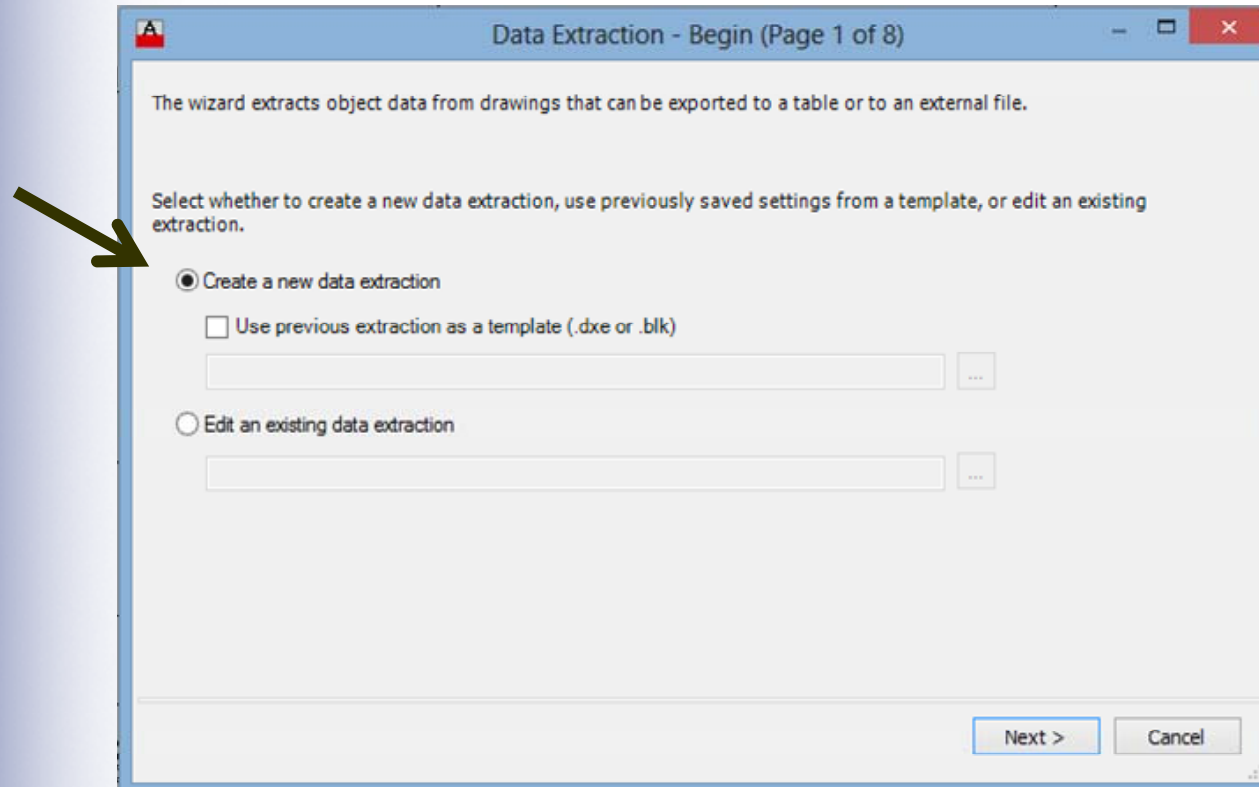 Data Extraction - Begin (Page 1 of 8)
The wizard extracts object data from drawings that can be exported to a table or to an external file.
Select whether to create a new data extraction, use previously saved settings from a template, or edit an existing
extraction.
Create a new data extraction
Use previous extraction as a template (.dxe or .blk)
...
Edit an existing data extraction
...
Next >
Cancel